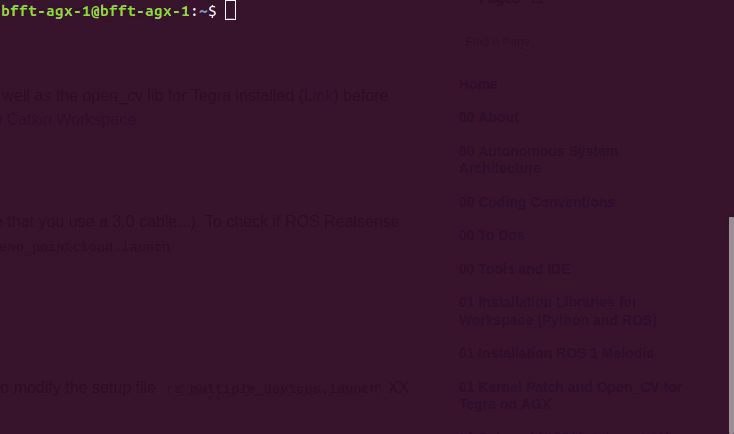 bfft-agx-1@bfft-agx-1:~$
Find a Page...
Home
well as the open_cv lib for Tegra installed (Link) before
Catkin Workspace
00 About
00 Autonomous System
Architecture
00 Coding Conventions
that you use a 3.0 cable...). To check if ROS Realsense
00 To Dos
demo_pointcloud.launch
00 Tools and IDE
01 Installation Libraries for
Workspace (Python and ROS)
01 Installation ROS 1 Melodic
to modify the setup file rs_multiple_devices.launch XX
01 Kernel Patch and Open_CV for
Tegra on AGX